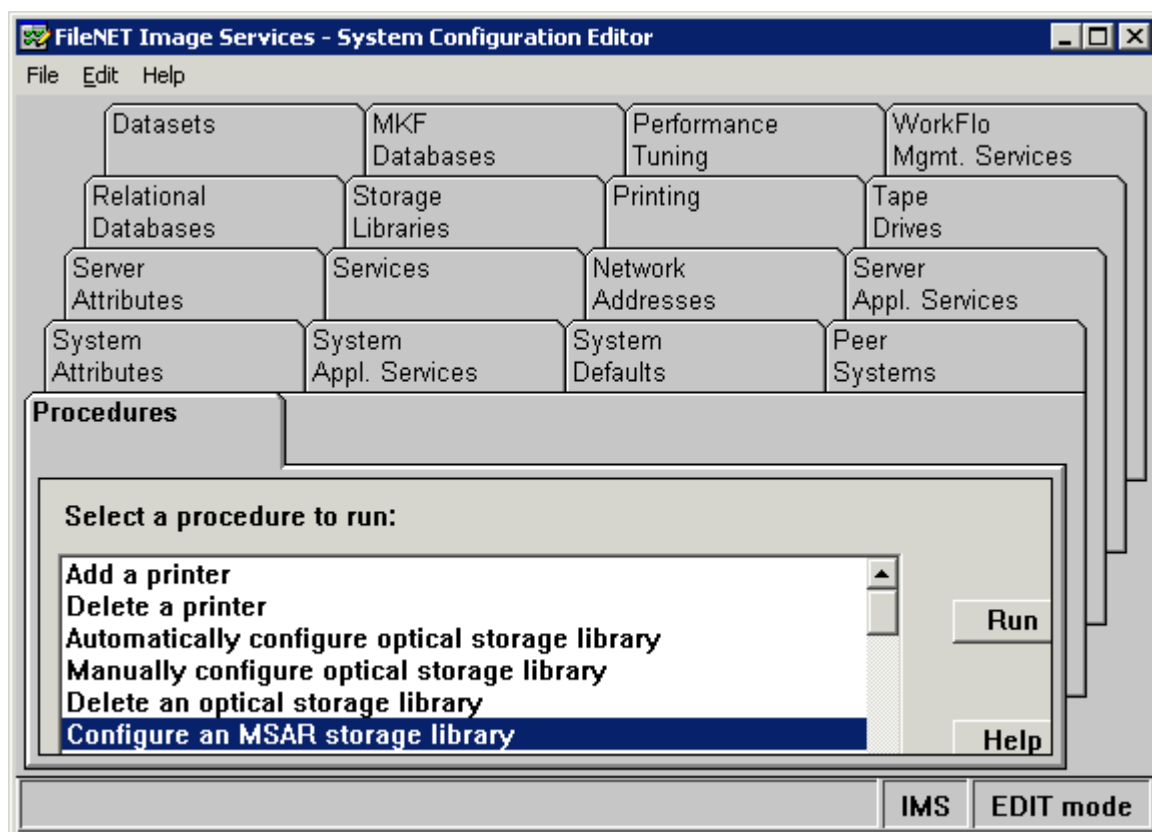 FileNET Image Services - System Configuration Editor
File Edit Help
Datasets
MKF
Databases
Performance
Tuning
WorkFlo
Mgmt. Services
Relational
Databases
Storage
Libraries
Printing
Tape
Drives
Server
Attributes
Services
Network
Addresses
Server
Appl. Services
System
Attributes
System
Appl. Services
System
Defaults
Peer
Systems
Procedures
Select a procedure to run:
Add a printer
Delete a printer
Automatically configure optical storage library
Manually configure optical storage library
Delete an optical storage library
Configure an MSAR storage library
Run
Help
IMS
EDIT mode